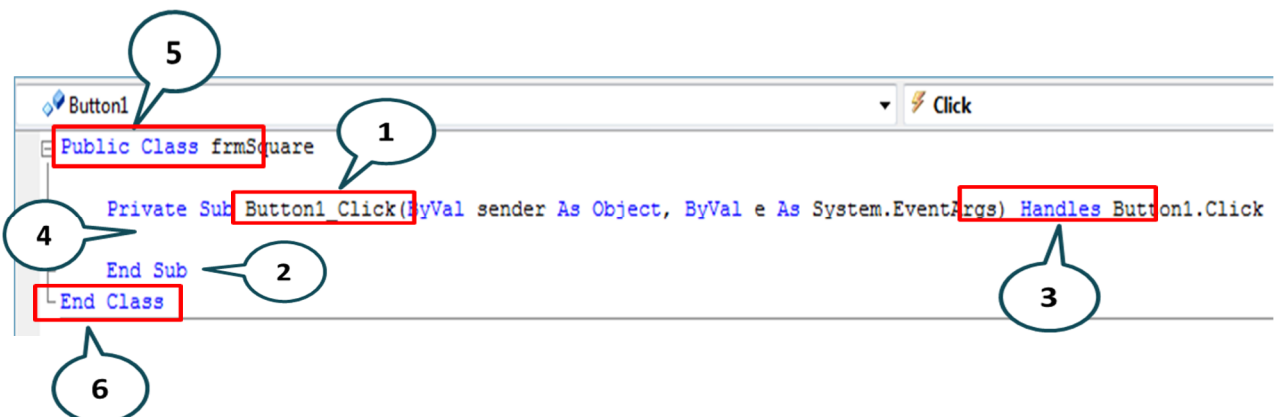 5
Button1 Click
1
Public Class frmSquare
Private Sub Button1_Click(ByVal sender As Object, ByVal e As System.EventArgs) Handles Button1.Click
4
End Sub 2
3
End Class
6